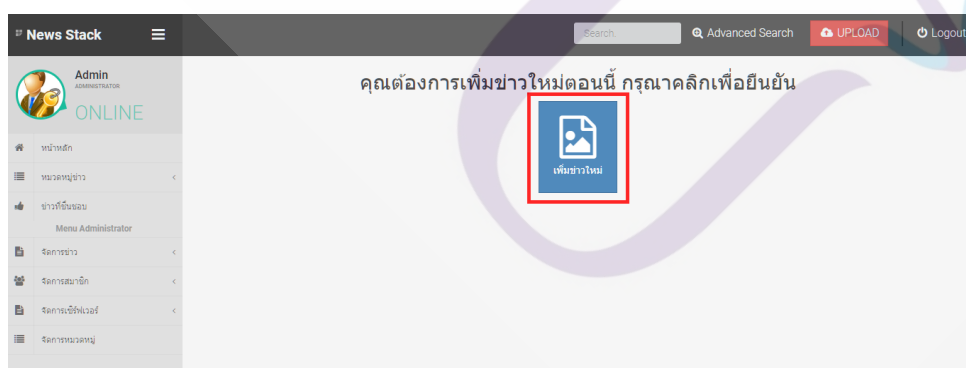 News Stack
Search.
Advanced Search
UPLOAD
Logout
Admin
ADMINISTRATOR
ONLINE
คุณต้องการเพิ่มข่าวใหม่ตอนนี้ กรุณาคลิกเพื่อยืนยัน
เพิ่มข่าวใหม่
หน้าหลัก
หมวดหมู่ข่าว
ข่าวที่ชื่นชอบ
Menu Administrator
จัดการข่าว
จัดการสมาชิก
จัดการเซิร์ฟเวอร์
จัดการหมวดหมู่